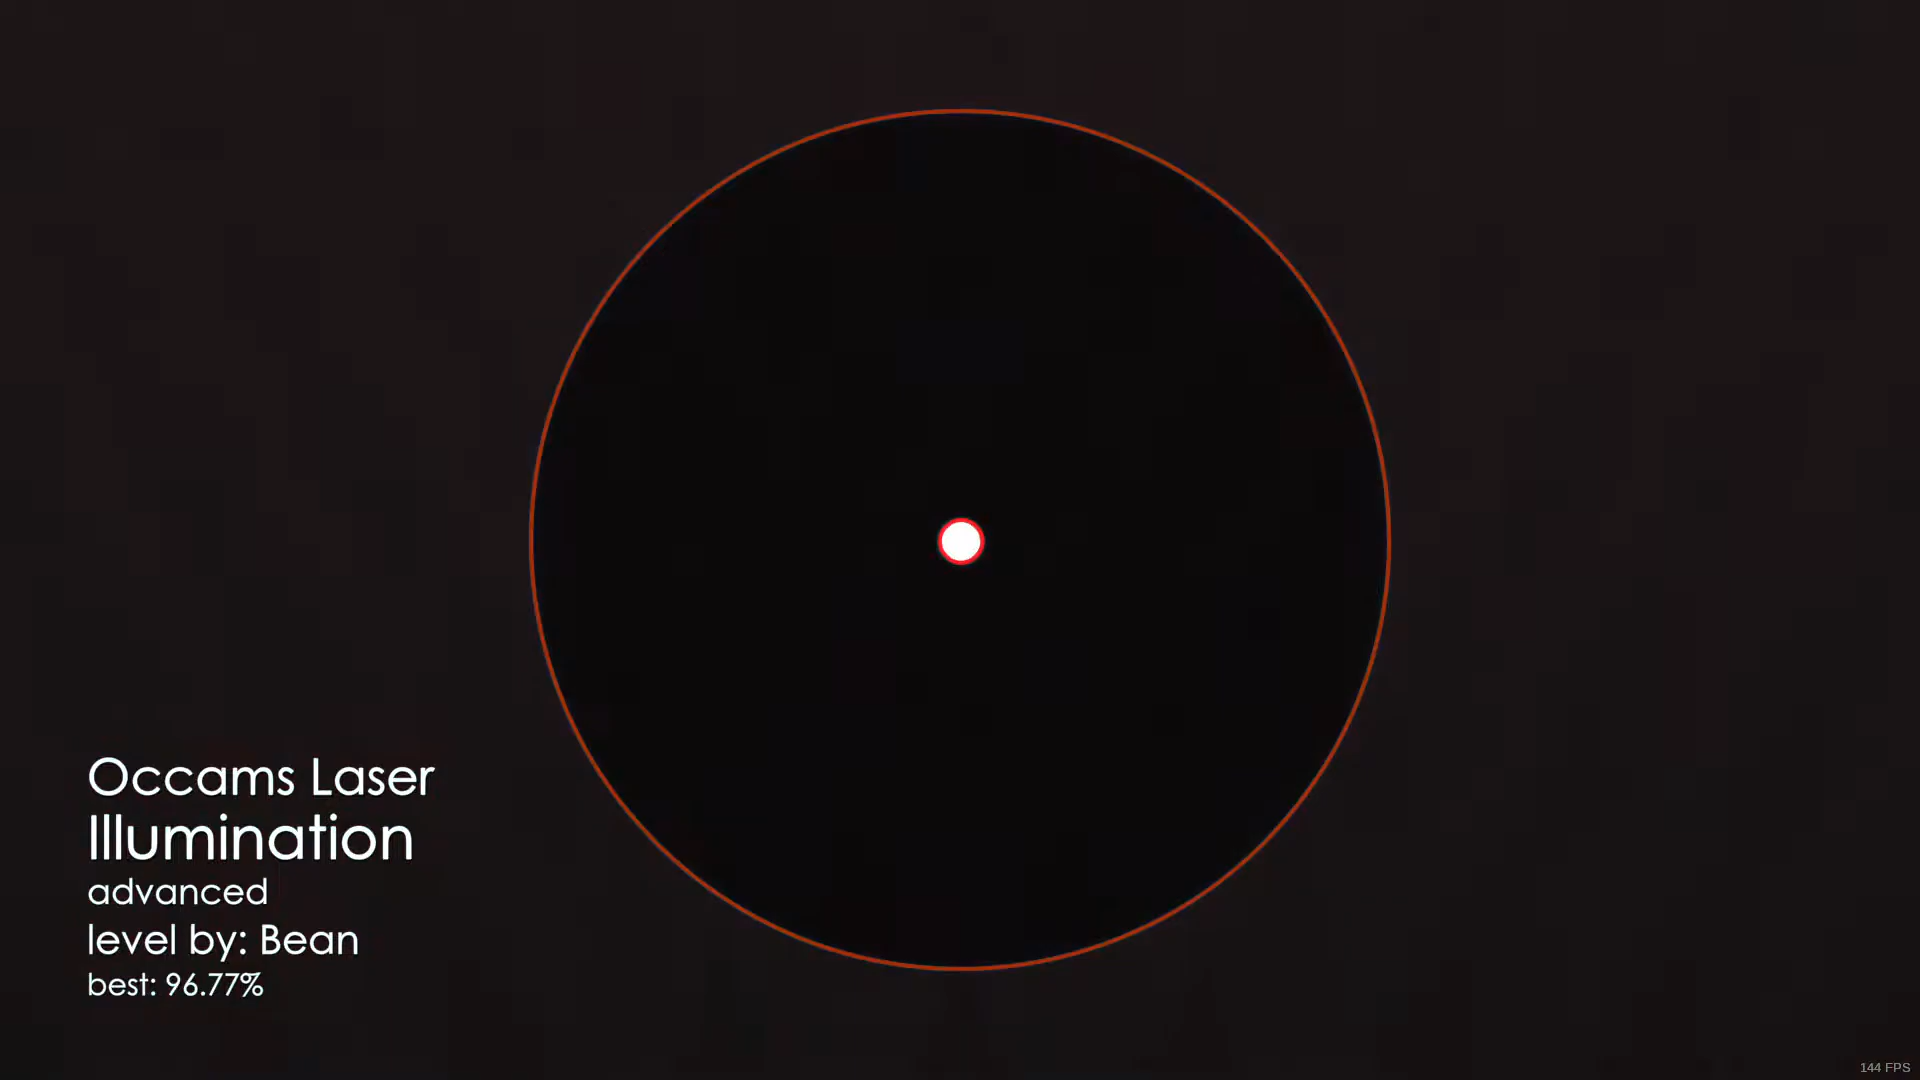 Occams Laser
Illumination
advanced
level by: Bean
best: 96.77%
144 FPS